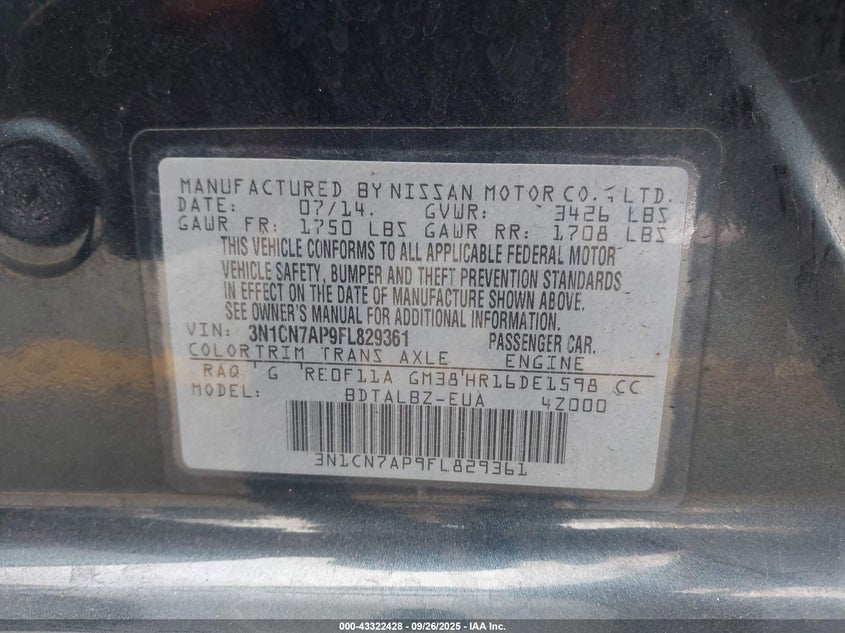 MANUFACTURED BY NISSAN MOTOR CO., LTD.
DATE: 07/14. GVWR: 3426 LBS
GAWR FR: 1750 LBS GAWR RR: 1708 LBS
THIS VEHICLE CONFORMS TO ALL APPLICABLE FEDERAL MOTOR
VEHICLE SAFETY, BUMPER AND THEFT PREVENTION STANDARDS
IN EFFECT ON THE DATE OF MANUFACTURE SHOWN ABOVE.
SEE OWNER'S MANUAL FOR ADDITIONAL INFORMATION
VIN: 3N1CN7AP9FL829361 PASSENGER CAR.
COLOR TRIM TRANS AXLE ENGINE
RAQ G RE0F11A GM38 HR16DE1598 CC
MODEL: BDTALBZ-EUA 4Z000
3N1CN7AP9FL829361
000-43322428 - 09/26/2025 - IAA Inc.